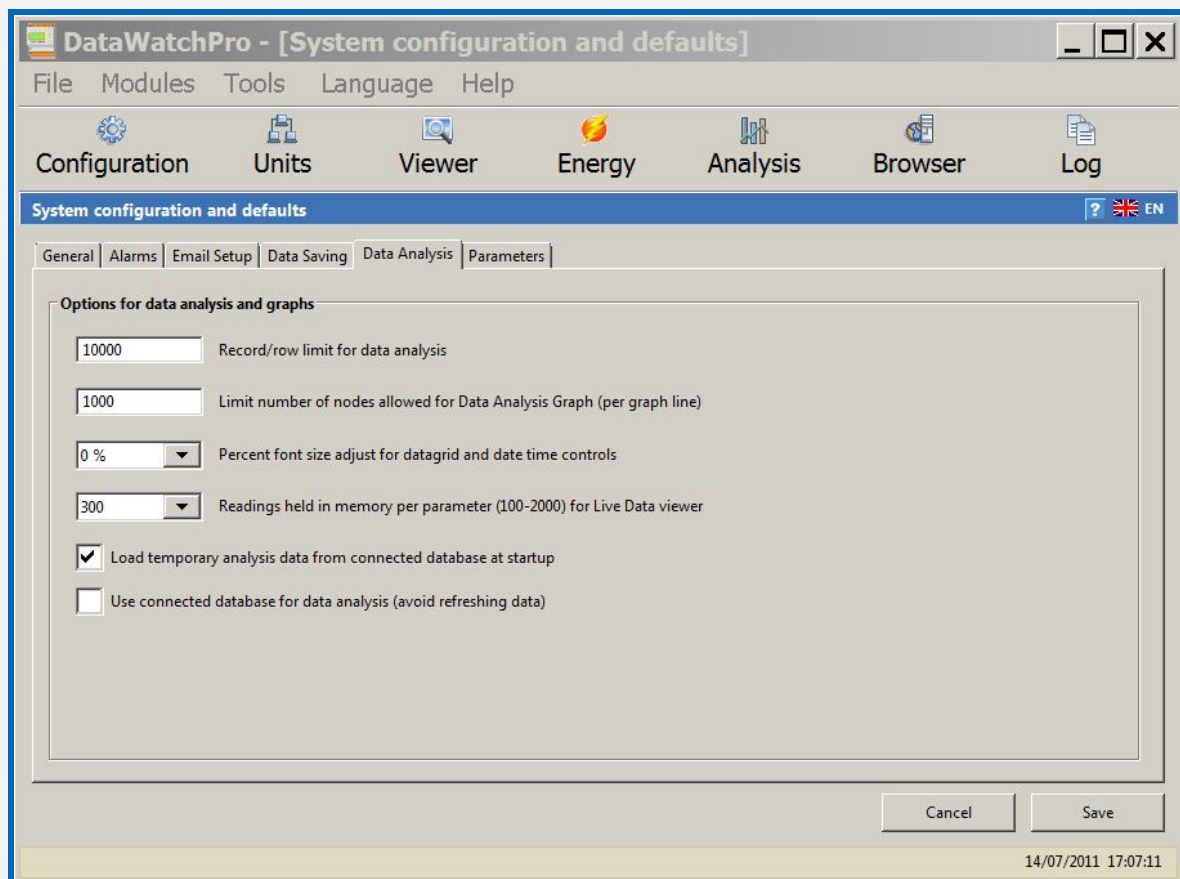 DataWatchPro - [System configuration and defaults]
File Modules Tools Language Help
Configuration Units Viewer Energy Analysis Browser Log
System configuration and defaults ? EN
General Alarms Email Setup Data Saving Data Analysis Parameters
Options for data analysis and graphs
10000 Record/row limit for data analysis
1000 Limit number of nodes allowed for Data Analysis Graph (per graph line)
0 % Percent font size adjust for datagrid and date time controls
300 Readings held in memory per parameter (100-2000) for Live Data viewer
Load temporary analysis data from connected database at startup
Use connected database for data analysis (avoid refreshing data)
Cancel Save
14/07/2011 17:07:11